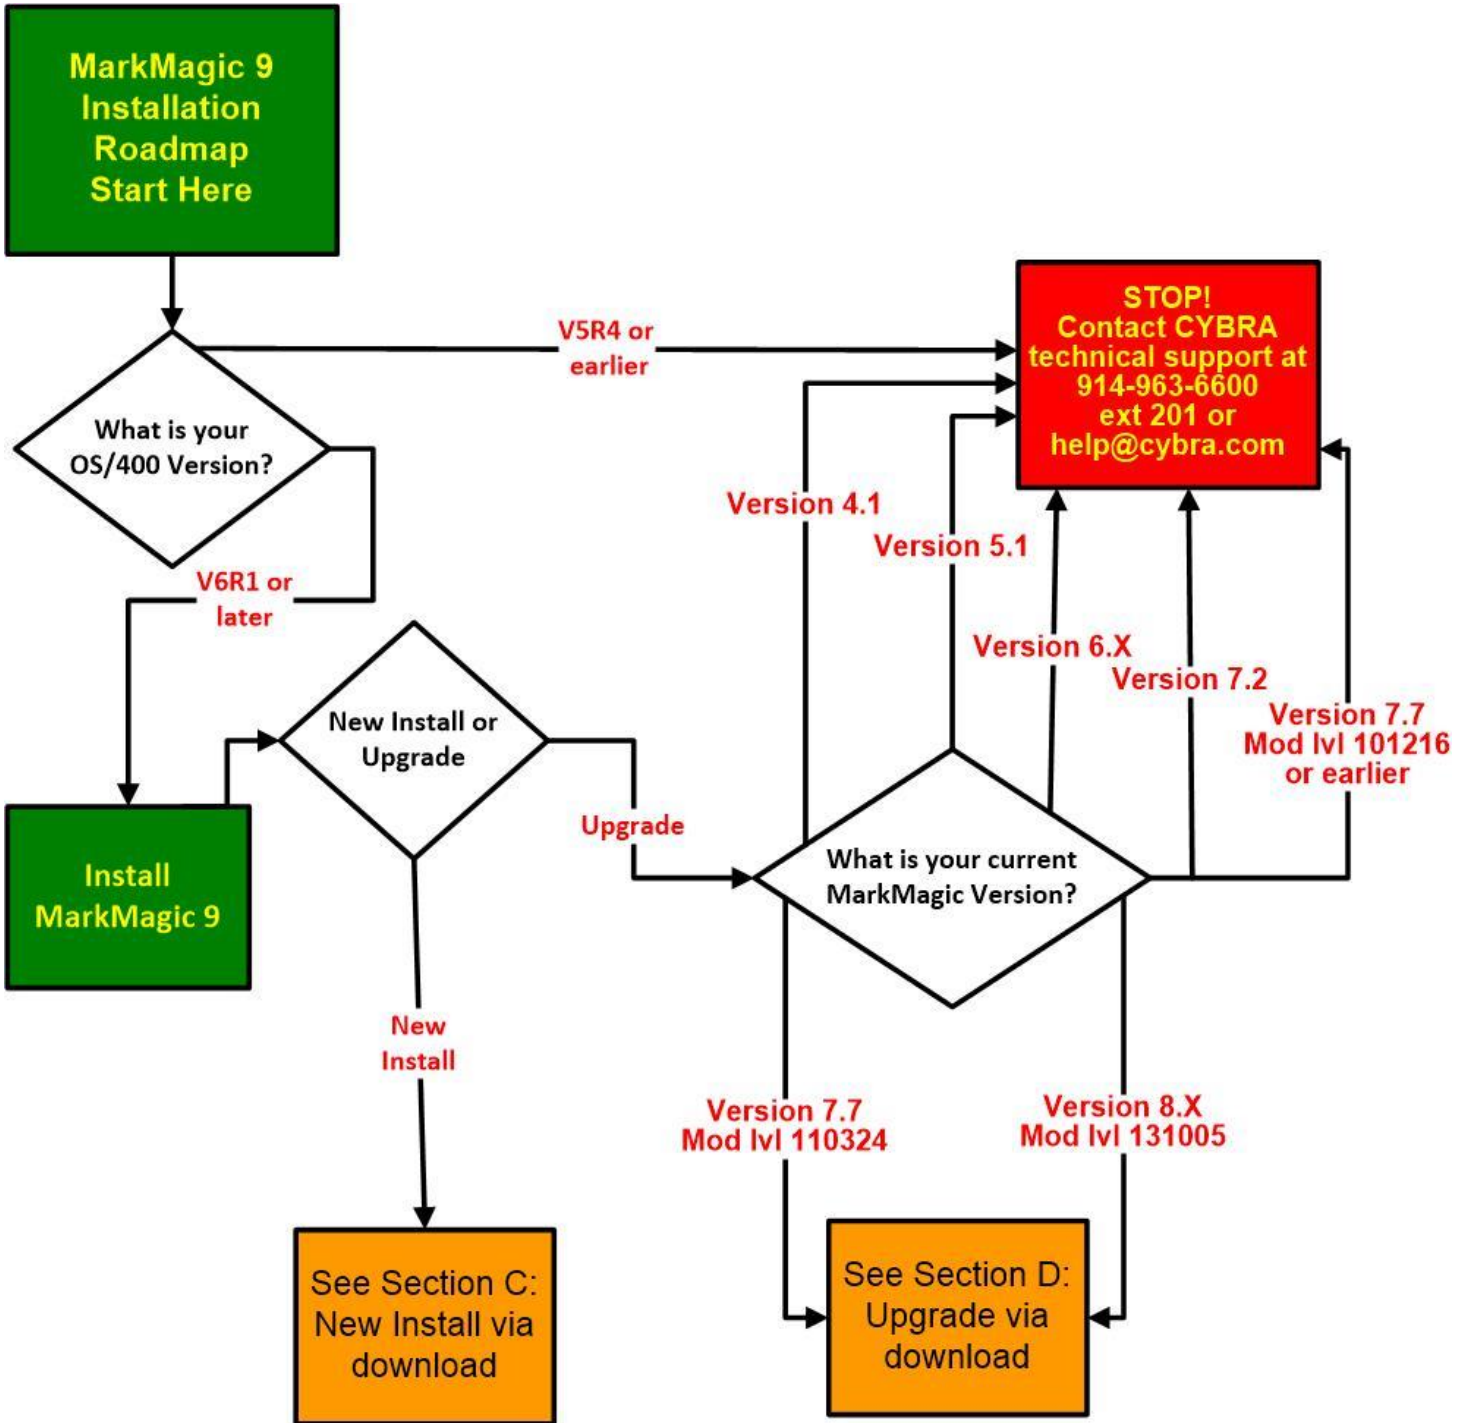 MarkMagic 9
Installation
Roadmap
Start Here
V5R4 or
earlier
STOP!
Contact CYBRA
technical support at
914-963-6600
ext 201 or
help@cybra.com
What is your
OS/400 Version?
Version 4.1
Version 5.1
V6R1 or
later
Version 6.X
Version 7.2
Version 7.7
Mod lvl 101216
or earlier
New Install or
Upgrade
Upgrade
What is your current
MarkMagic Version?
Install
MarkMagic 9
New
Install
Version 7.7
Mod lvl 110324
Version 8.X
Mod lvl 131005
See Section C:
New Install via
download
See Section D:
Upgrade via
download